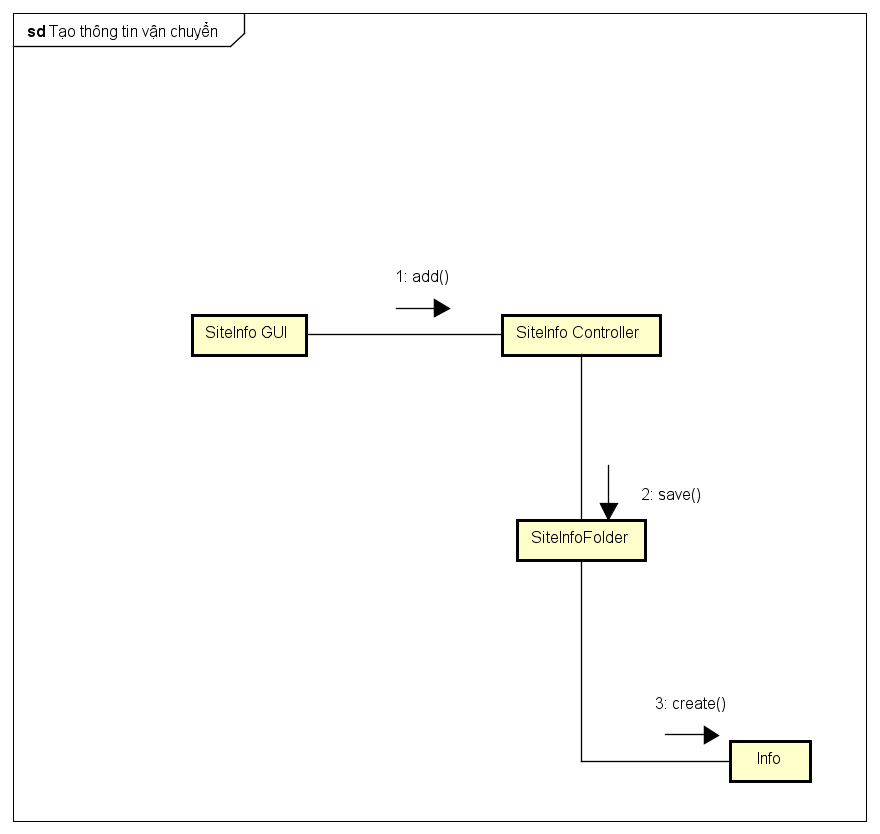 sd Tạo thông tin vận chuyển
1: add()
SiteInfo GUI
SiteInfo Controller
2: save()
SiteInfoFolder
3: create()
Info